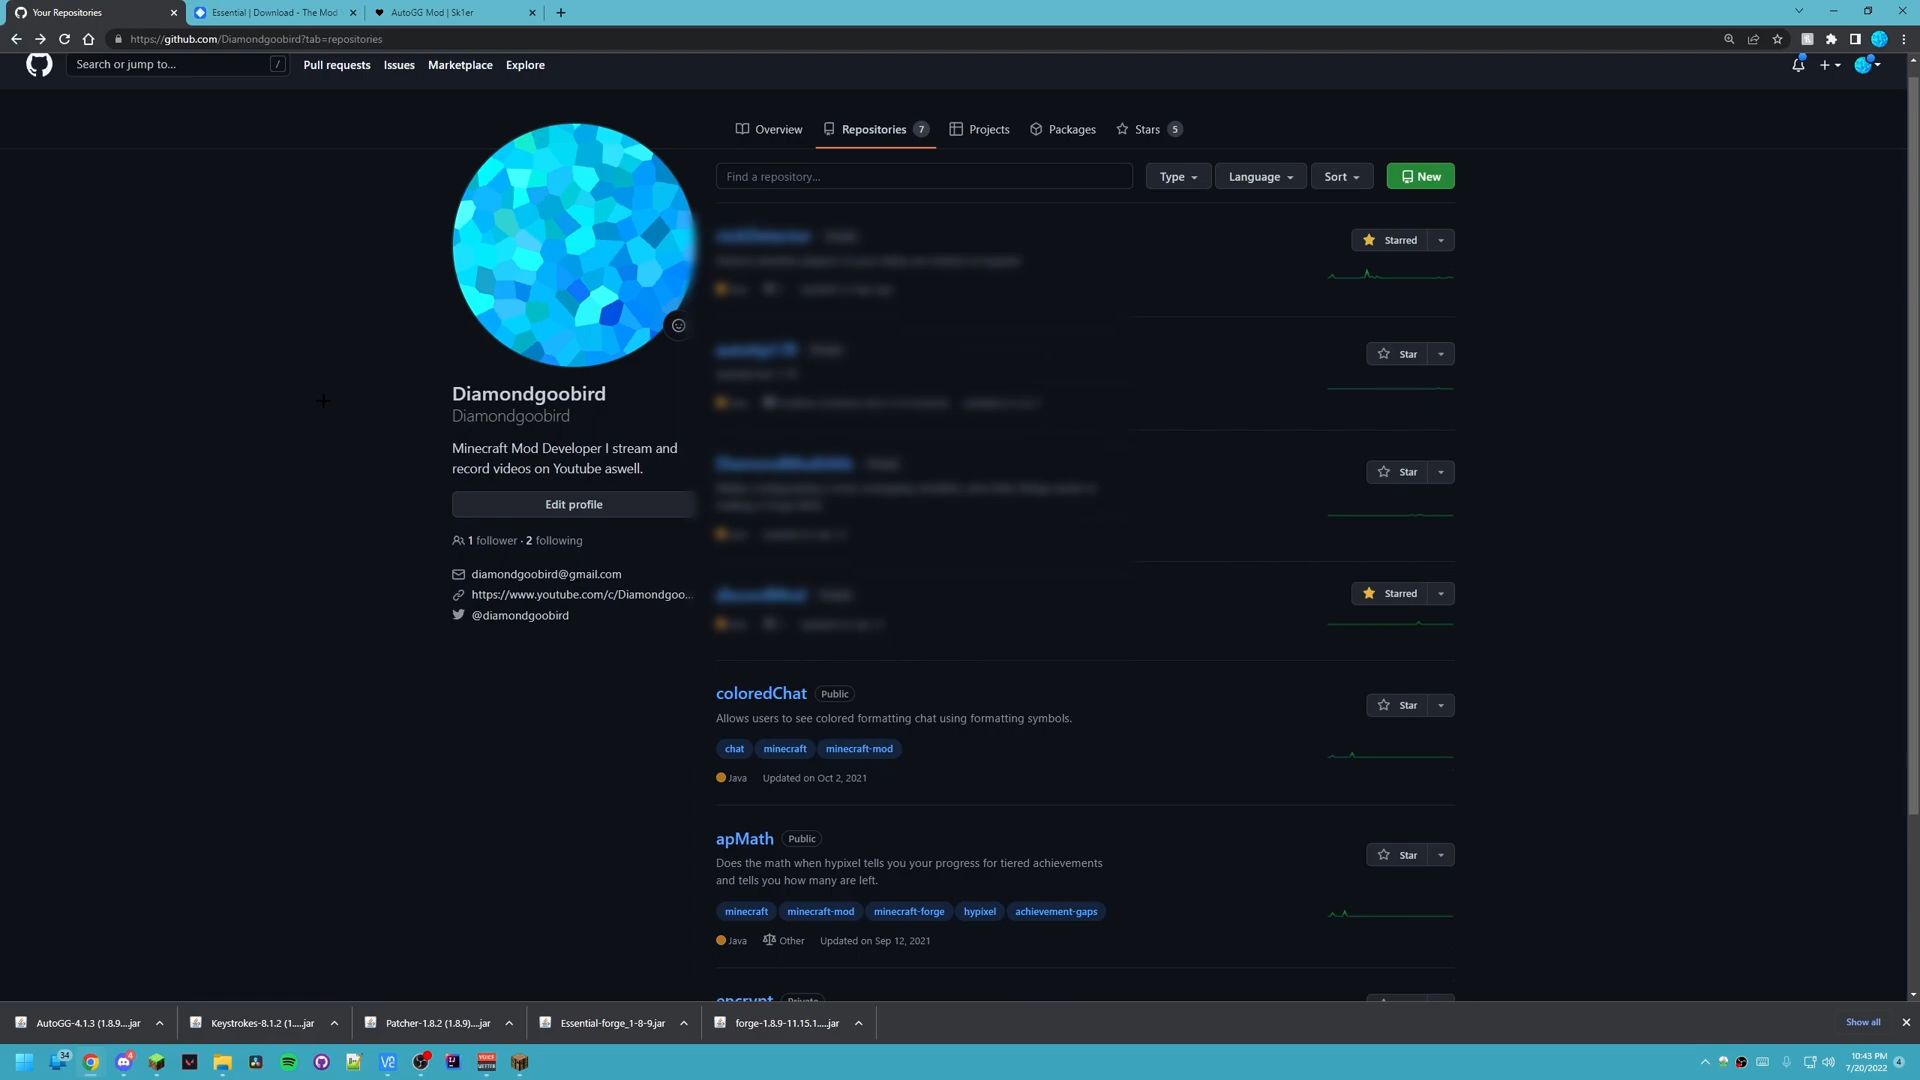 Your Repositories
Essential | Download - The Mod
AutoGG Mod | Sk1er
https://github.com/Diamondgoobird?tab=repositories
Search or jump to...
/
Pull requests
Issues
Marketplace
Explore
Overview
Repositories 7
Projects
Packages
Stars 5
Find a repository...
Type
Language
Sort
New
Starred
Star
Star
Starred
Diamondgoobird
Diamondgoobird
Minecraft Mod Developer I stream and
record videos on Youtube aswell.
Edit profile
1 follower · 2 following
diamondgoobird@gmail.com
https://www.youtube.com/c/Diamondgoo...
@diamondgoobird
coloredChat Public
Star
Allows users to see colored formatting chat using formatting symbols.
chat minecraft minecraft-mod
Java Updated on Oct 2, 2021
apMath Public
Star
Does the math when hypixel tells you your progress for tiered achievements
and tells you how many are left.
minecraft minecraft-mod minecraft-forge hypixel achievement-gaps
Java Other Updated on Sep 12, 2021
encrypt Private
AutoGG-4.1.3 (1.8.9....jar
Keystrokes-8.1.2 (1.....jar
Patcher-1.8.2 (1.8.9)....jar
Essential-forge_1-8-9.jar
forge-1.8.9-11.15.1.....jar
Show all
34
4
10:43 PM
7/20/2022
4